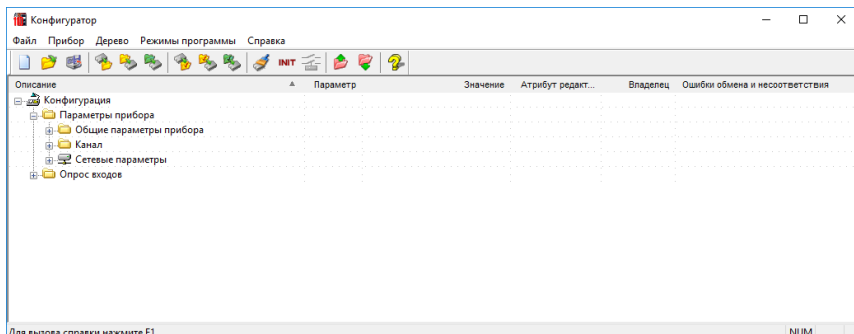 Конфигуратор
Файл Прибор Дерево Режимы программы Справка
INIT
Описание Параметр Значение Атрибут редакт... Владелец Ошибки обмена и несоответствия
Конфигурация
Параметры прибора
Общие параметры прибора
Канал
Сетевые параметры
Опрос входов
Для вызова справки нажмите F1 NUM